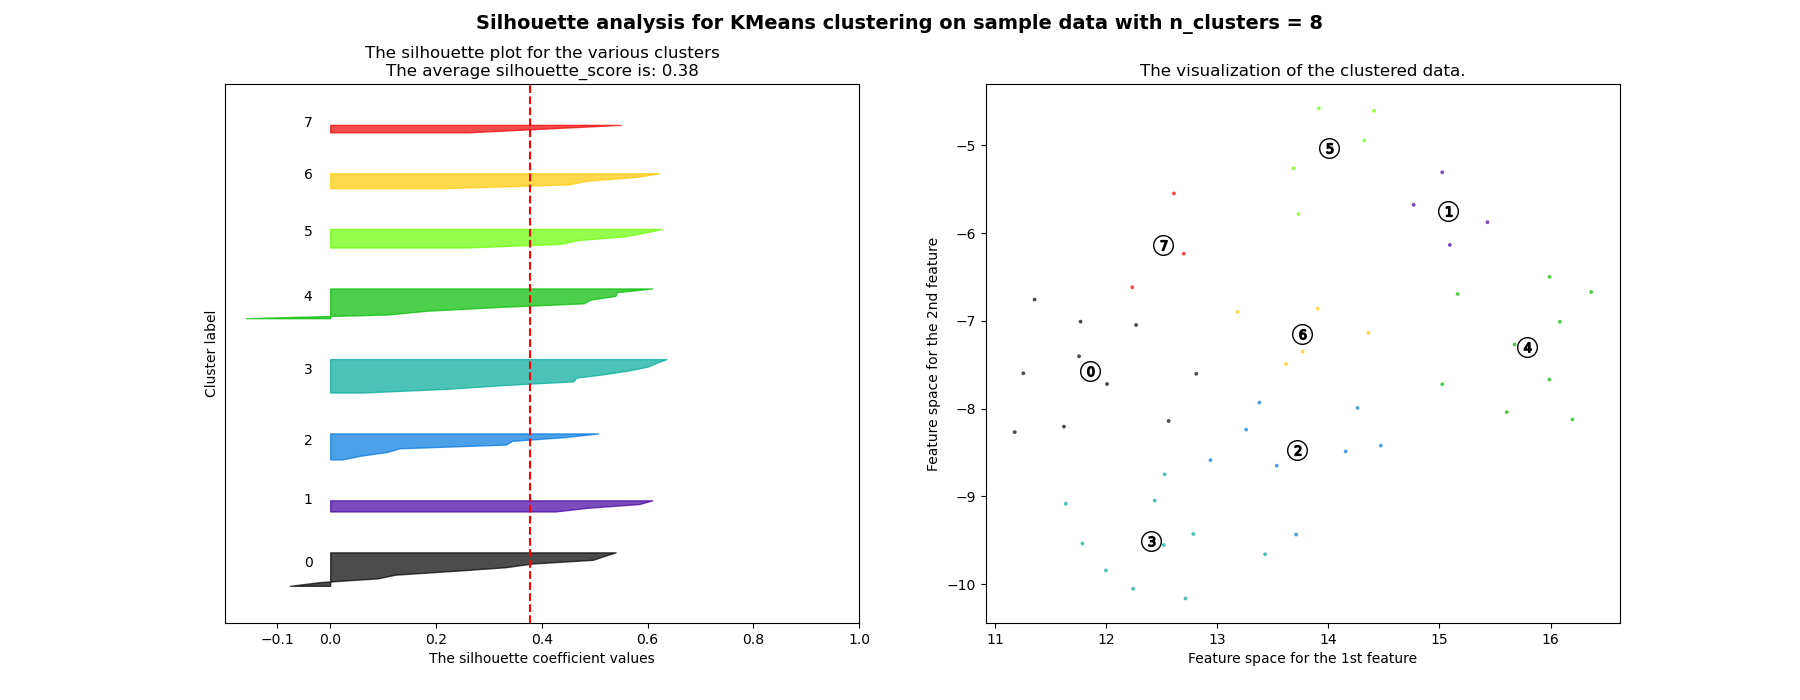 Silhouette analysis for KMeans clustering on sample data with n_clusters = 8
The silhouette plot for the various clusters
The average silhouette_score is: 0.38
7
6
5
4
3
2
1
0
Cluster label
−0.1 0.0 0.2 0.4 0.6 0.8 1.0
The silhouette coefficient values
The visualization of the clustered data.
−5
−6
−7
−8
−9
−10
Feature space for the 2nd feature
5
1
7
6
4
0
2
3
11 12 13 14 15 16
Feature space for the 1st feature